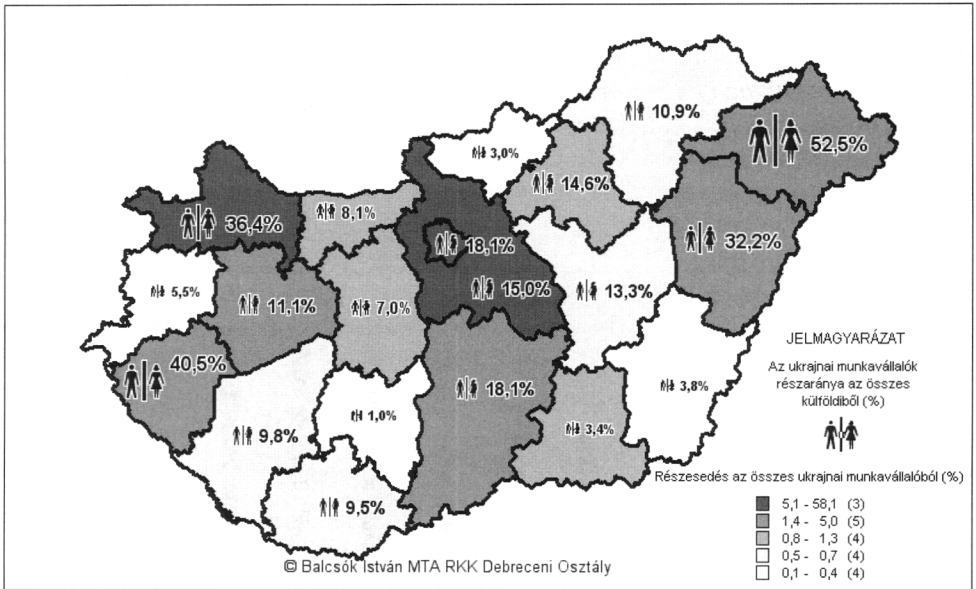 10,9%
52,5%
3,0%
14,6%
36,4%
8,1%
18,1%
32,2%
15,0%
13,3%
5,5%
11,1%
7,0%
40,5%
18,1%
3,8%
1,0%
9,8%
3,4%
9,5%
JELMAGYARÁZAT
Az ukrajnai munkavállalók
részaránya az összes
külföldiből (%)
Részesedés az összes ukrajnai munkavállalóból (%)
5,1 - 58,1 (3)
1,4 - 5,0 (5)
0,8 - 1,3 (4)
0,5 - 0,7 (4)
0,1 - 0,4 (4)
© Balcsók István MTA RKK Debreceni Osztály